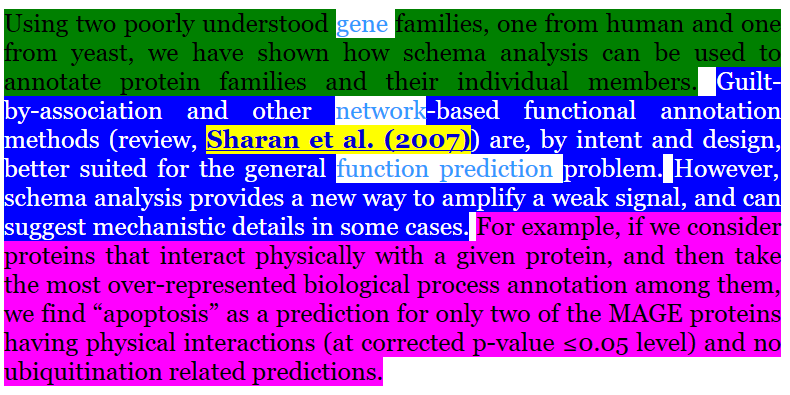 Using two poorly understood gene families, one from human and one
from yeast, we have shown how schema analysis can be used to
annotate protein families and their individual members. Guilt-
by-association and other network-based functional annotation
methods (review, Sharan et al. (2007)) are, by intent and design,
better suited for the general function prediction problem. However,
schema analysis provides a new way to amplify a weak signal, and can
suggest mechanistic details in some cases. For example, if we consider
proteins that interact physically with a given protein, and then take
the most over-represented biological process annotation among them,
we find “apoptosis” as a prediction for only two of the MAGE proteins
having physical interactions (at corrected p-value ≤0.05 level) and no
ubiquitination related predictions.